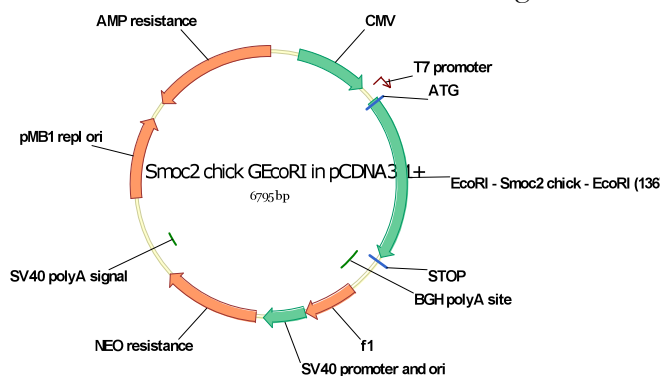 AMP resistance
CMV
T7 promoter
ATG
pMB1 repl ori
Smoc2 chick GEcoRI in pCDNA3.1+
6795 bp
EcoRI - Smoc2 chick - EcoRI (136
SV40 polyA signal
STOP
BGH polyA site
NEO resistance
f1
SV40 promoter and ori